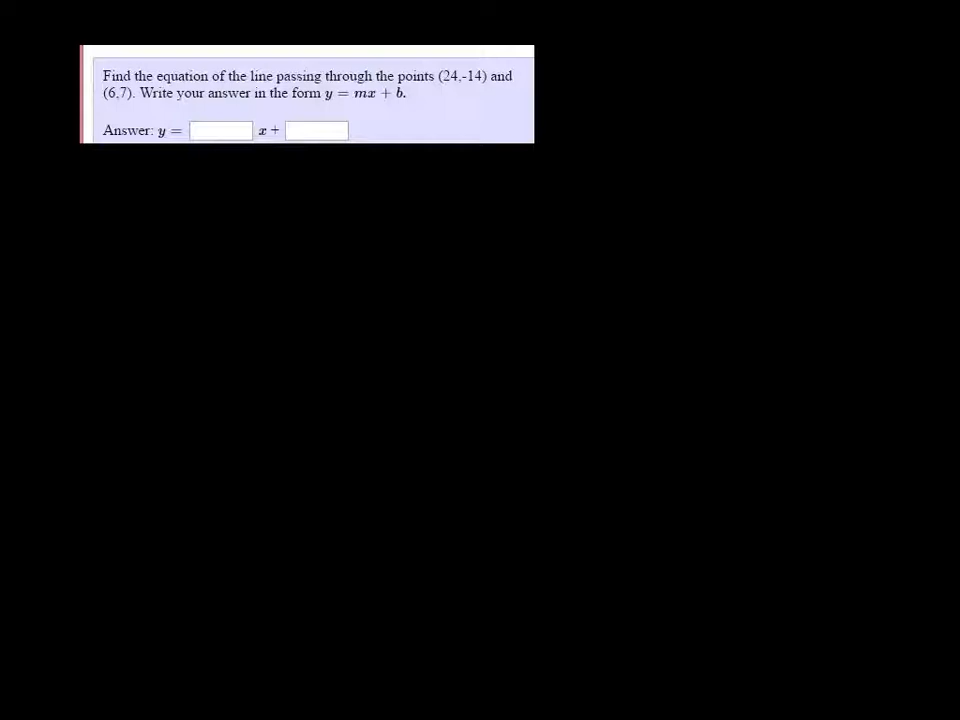 Find the equation of the line passing through the points (24,-14) and
(6,7). Write your answer in the form y = mx + b.
Answer: y = x +